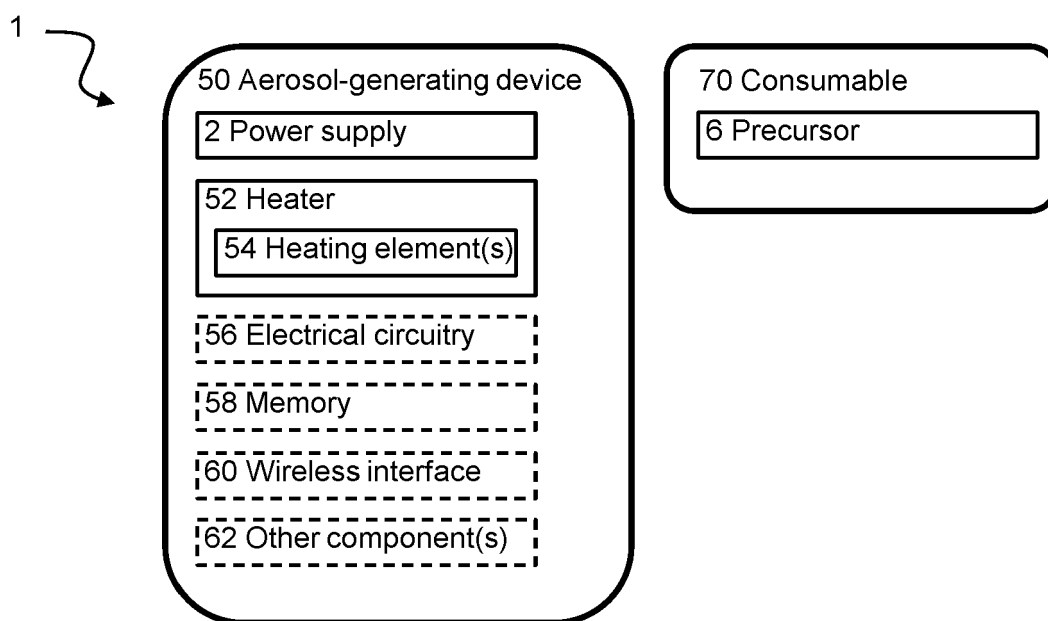 1
50 Aerosol-generating device
2 Power supply
52 Heater
54 Heating element(s)
56 Electrical circuitry
58 Memory
60 Wireless interface
62 Other component(s)
70 Consumable
6 Precursor